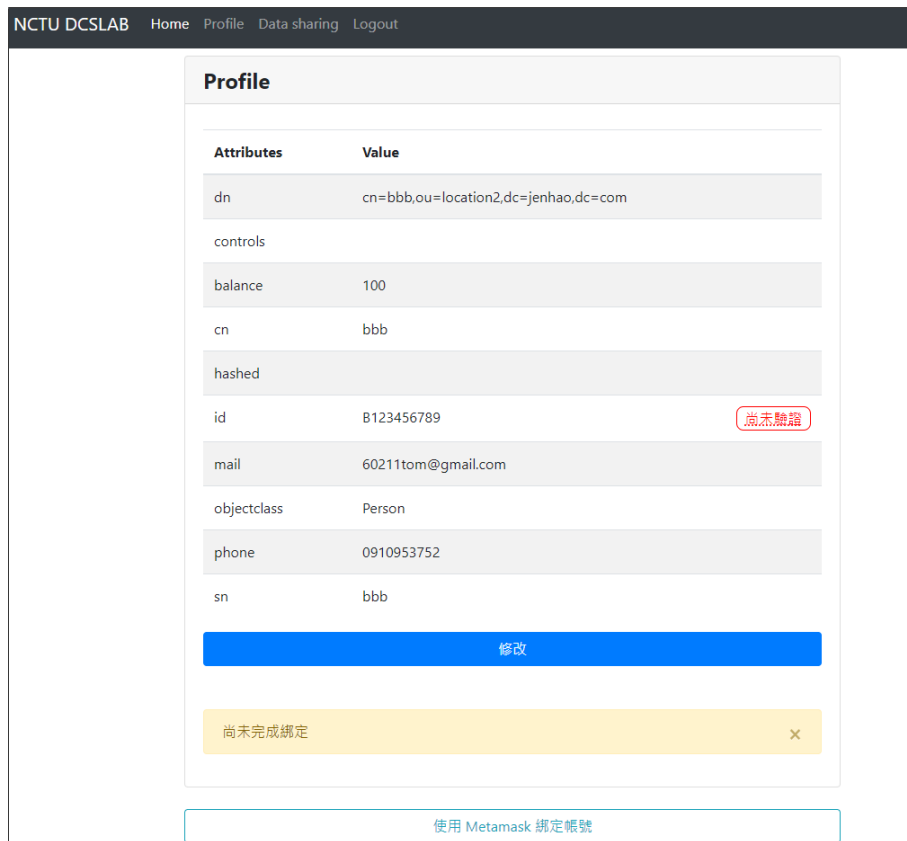 NCTU DCSLAB Home Profile Data sharing Logout
Profile
Attributes Value
dn cn=bbb,ou=location2,dc=jenhao,dc=com
controls
balance 100
cn bbb
hashed
id B123456789 尚未驗證
mail 60211tom@gmail.com
objectclass Person
phone 0910953752
sn bbb
修改
尚未完成綁定 ×
使用 Metamask 綁定帳號